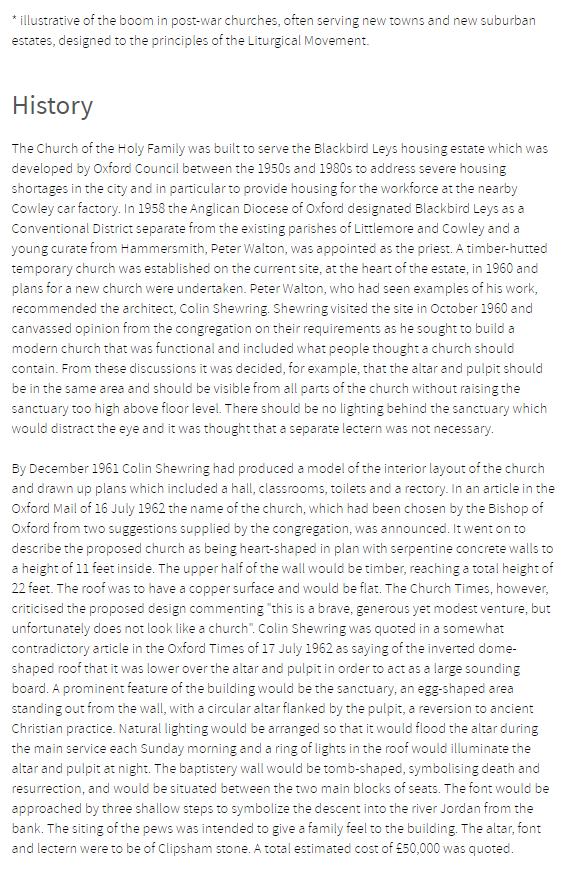 * illustrative of the boom in post-war churches, often serving new towns and new suburban
estates, designed to the principles of the Liturgical Movement.
History
The Church of the Holy Family was built to serve the Blackbird Leys housing estate which was
developed by Oxford Council between the 1950s and 1980s to address severe housing
shortages in the city and in particular to provide housing for the workforce at the nearby
Cowley car factory. In 1958 the Anglican Diocese of Oxford designated Blackbird Leys as a
Conventional District separate from the existing parishes of Littlemore and Cowley and a
young curate from Hammersmith, Peter Walton, was appointed as the priest. A timber-hutted
temporary church was established on the current site, at the heart of the estate, in 1960 and
plans for a new church were undertaken. Peter Walton, who had seen examples of his work,
recommended the architect, Colin Shewring. Shewring visited the site in October 1960 and
canvassed opinion from the congregation on their requirements as he sought to build a
modern church that was functional and included what people thought a church should
contain. From these discussions it was decided, for example, that the altar and pulpit should
be in the same area and should be visible from all parts of the church without raising the
sanctuary too high above floor level. There should be no lighting behind the sanctuary which
would distract the eye and it was thought that a separate lectern was not necessary.
By December 1961 Colin Shewring had produced a model of the interior layout of the church
and drawn up plans which included a hall, classrooms, toilets and a rectory. In an article in the
Oxford Mail of 16 July 1962 the name of the church, which had been chosen by the Bishop of
Oxford from two suggestions supplied by the congregation, was announced. It went on to
describe the proposed church as being heart-shaped in plan with serpentine concrete walls to
a height of 11 feet inside. The upper half of the wall would be timber, reaching a total height of
22 feet. The roof was to have a copper surface and would be flat. The Church Times, however,
criticised the proposed design commenting "this is a brave, generous yet modest venture, but
unfortunately does not look like a church". Colin Shewring was quoted in a somewhat
contradictory article in the Oxford Times of 17 July 1962 as saying of the inverted dome-
shaped roof that it was lower over the altar and pulpit in order to act as a large sounding
board. A prominent feature of the building would be the sanctuary, an egg-shaped area
standing out from the wall, with a circular altar flanked by the pulpit, a reversion to ancient
Christian practice. Natural lighting would be arranged so that it would flood the altar during
the main service each Sunday morning and a ring of lights in the roof would illuminate the
altar and pulpit at night. The baptistery wall would be tomb-shaped, symbolising death and
resurrection, and would be situated between the two main blocks of seats. The font would be
approached by three shallow steps to symbolize the descent into the river Jordan from the
bank. The siting of the pews was intended to give a family feel to the building. The altar, font
and lectern were to be of Clipsham stone. A total estimated cost of £50,000 was quoted.